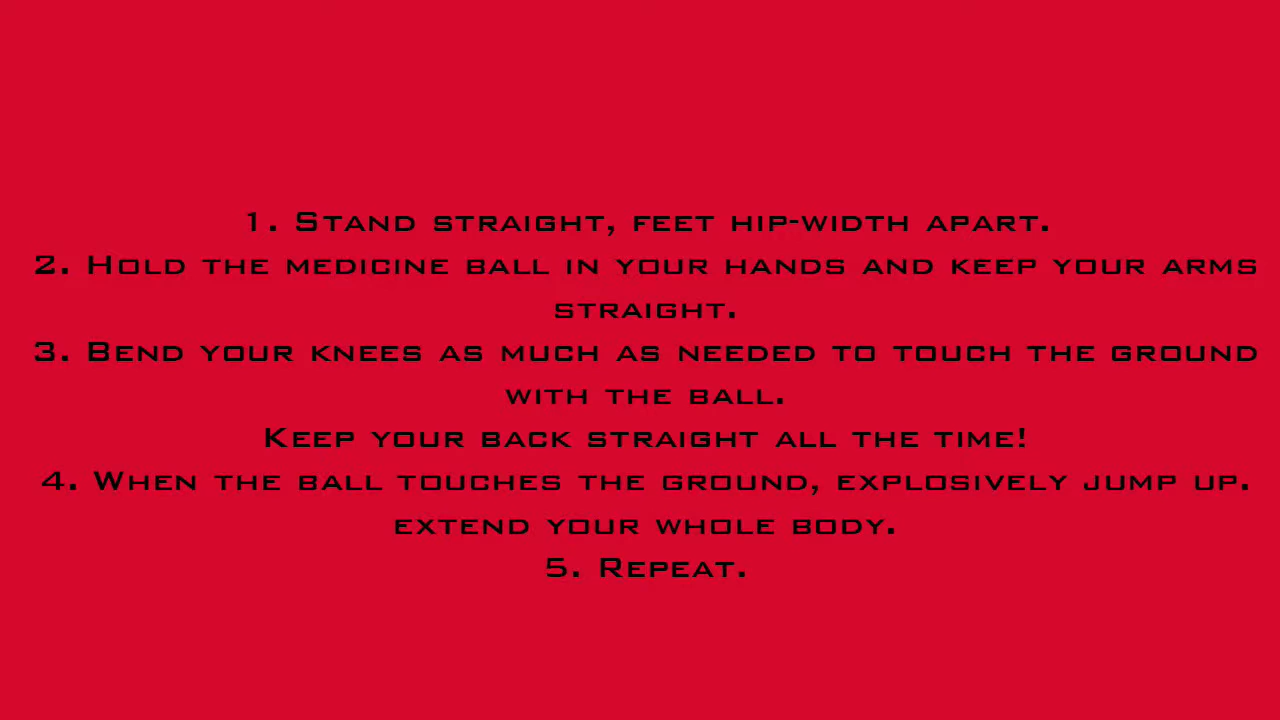 1. Stand straight, feet hip-width apart.
2. Hold the medicine ball in your hands and keep your arms
straight.
3. Bend your knees as much as needed to touch the ground
with the ball.
Keep your back straight all the time!
4. When the ball touches the ground, explosively jump up.
extend your whole body.
5. Repeat.